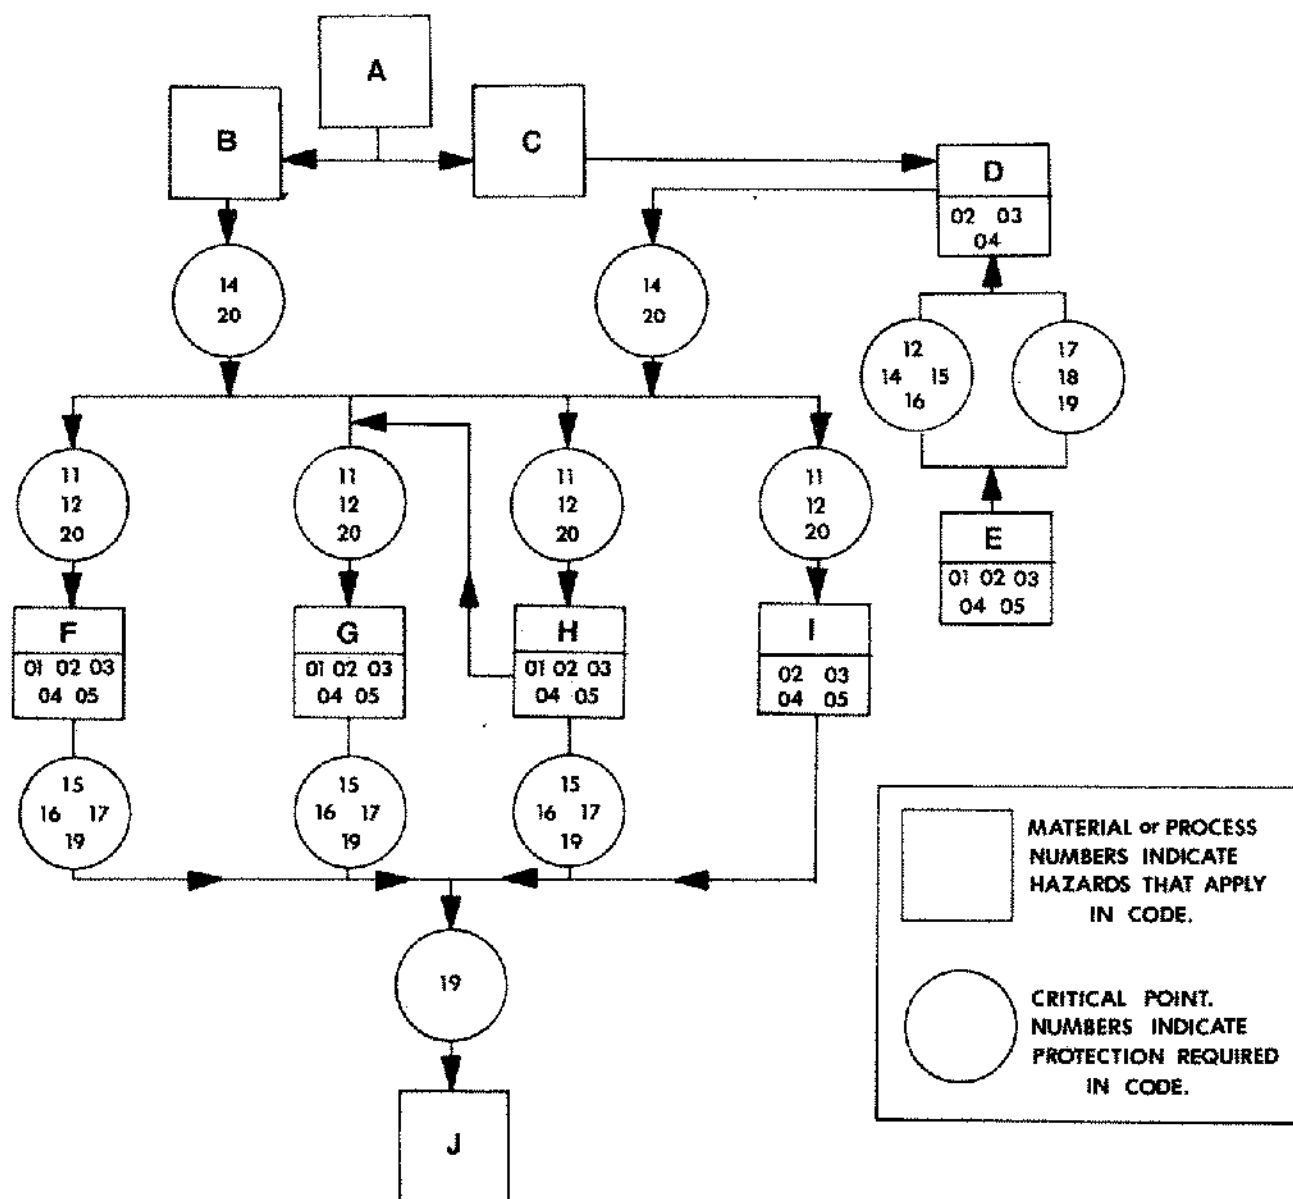 A
B
C
D
02 03
04
14
20
14
20
12
14 15
16
17
18
19
11
12
20
11
12
20
11
12
20
11
12
20
E
01 02 03
04 05
F
01 02 03
04 05
G
01 02 03
04 05
H
01 02 03
04 05
I
02 03
04 05
15
16 17
19
15
16 17
19
15
16 17
19
19
J
MATERIAL or PROCESS
NUMBERS INDICATE
HAZARDS THAT APPLY
IN CODE.
CRITICAL POINT.
NUMBERS INDICATE
PROTECTION REQUIRED
IN CODE.